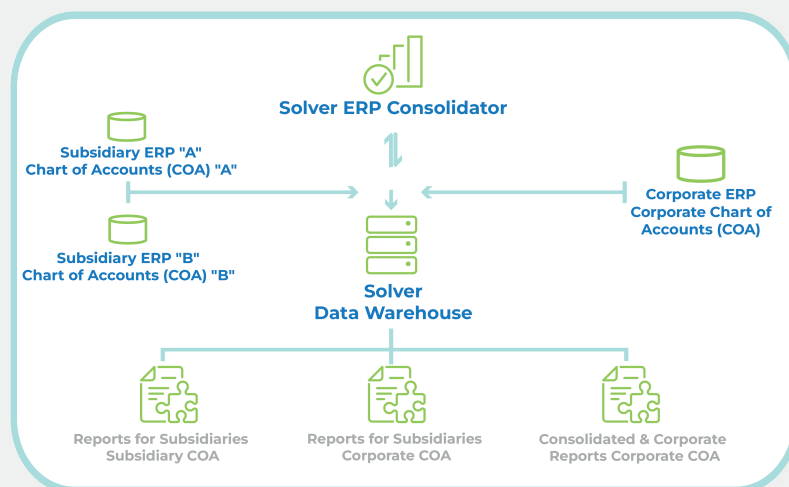 Solver ERP Consolidator
Subsidiary ERP "A"
Chart of Accounts (COA) "A"
Corporate ERP
Corporate Chart of
Accounts (COA)
Subsidiary ERP "B"
Chart of Accounts (COA) "B"
Solver
Data Warehouse
Reports for Subsidiaries
Subsidiary COA
Reports for Subsidiaries
Corporate COA
Consolidated & Corporate
Reports Corporate COA